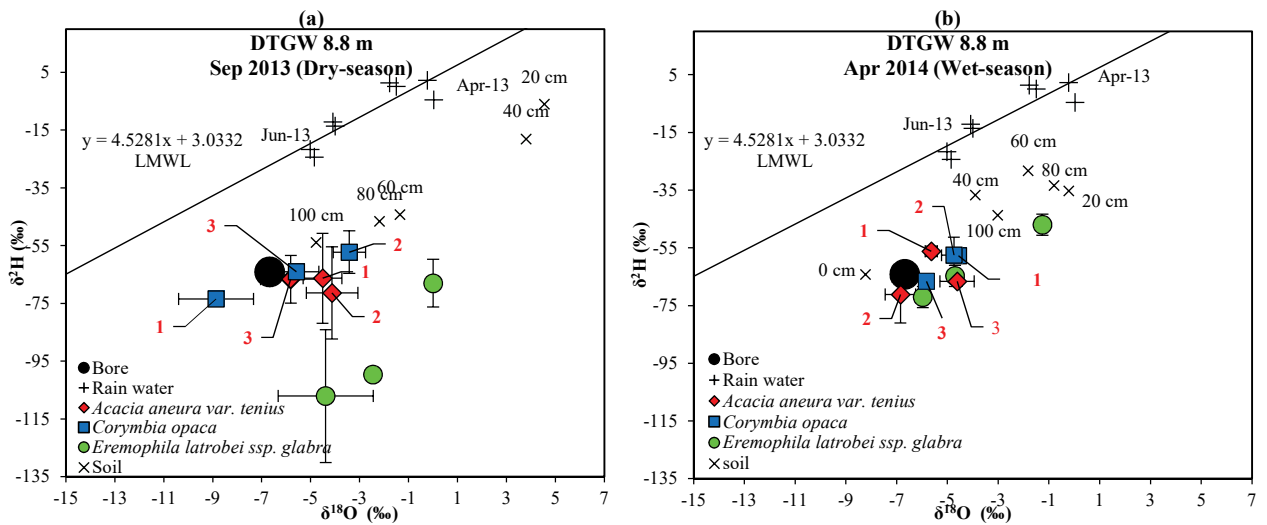 (a)
DTGW 8.8 m
Sep 2013 (Dry-season)
5
-15
-35
-55
-75
-95
-115
-135
δ²H (‰)
y = 4.5281x + 3.0332
LMWL
Jun-13
Apr-13
20 cm
40 cm
60 cm
80 cm
100 cm
3
2
1
1
2
3
Bore
Rain water
Acacia aneura var. tenius
Corymbia opaca
Eremophila latrobei ssp. glabra
Soil
-15 -13 -11 -9 -7 -5 -3 -1 1 3 5 7
δ¹⁸O (‰)
(b)
DTGW 8.8 m
Apr 2014 (Wet-season)
5
-15
-35
-55
-75
-95
-115
-135
δ²H (‰)
y = 4.5281x + 3.0332
LMWL
Jun-13
Apr-13
60 cm
40 cm
80 cm
20 cm
100 cm
0 cm
2
1
1
2
3
3
Bore
Rain water
Acacia aneura var. tenius
Corymbia opaca
Eremophila latrobei ssp. glabra
soil
-15 -13 -11 -9 -7 -5 -3 -1 1 3 5 7
δ¹⁸O (‰)